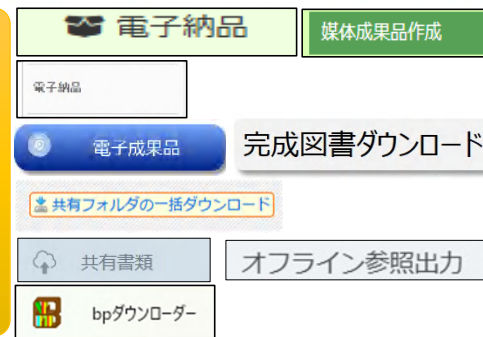 電子納品
媒体成果品作成
電子納品
電子成果品
完成図書ダウンロード
共有フォルダの一括ダウンロード
共有書類
オフライン参照出力
bpダウンローダー